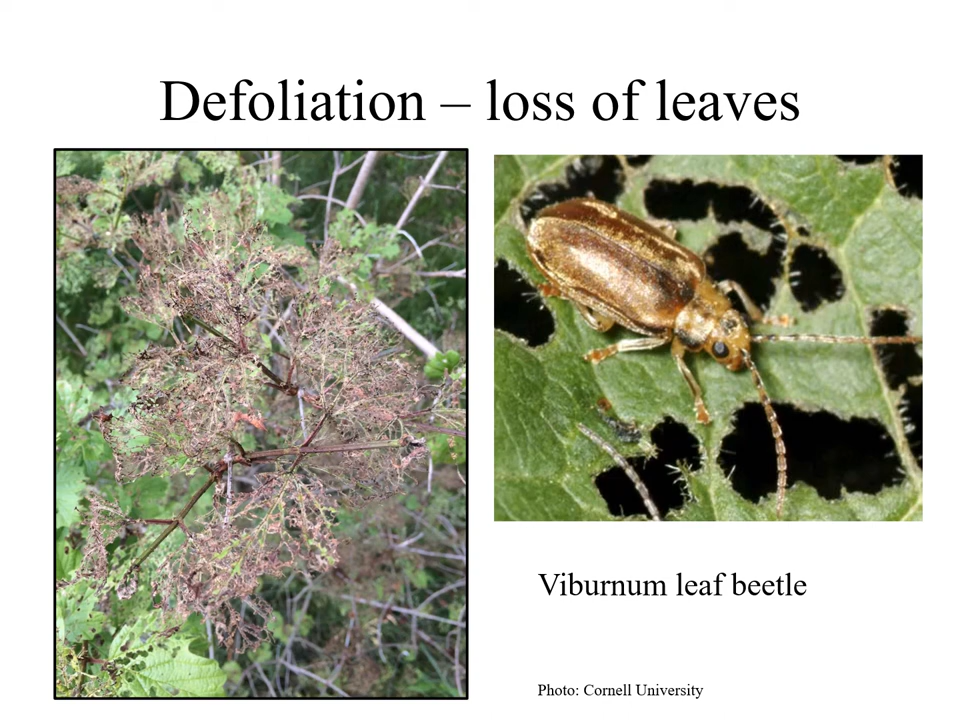 Defoliation – loss of leaves
Viburnum leaf beetle
Photo: Cornell University